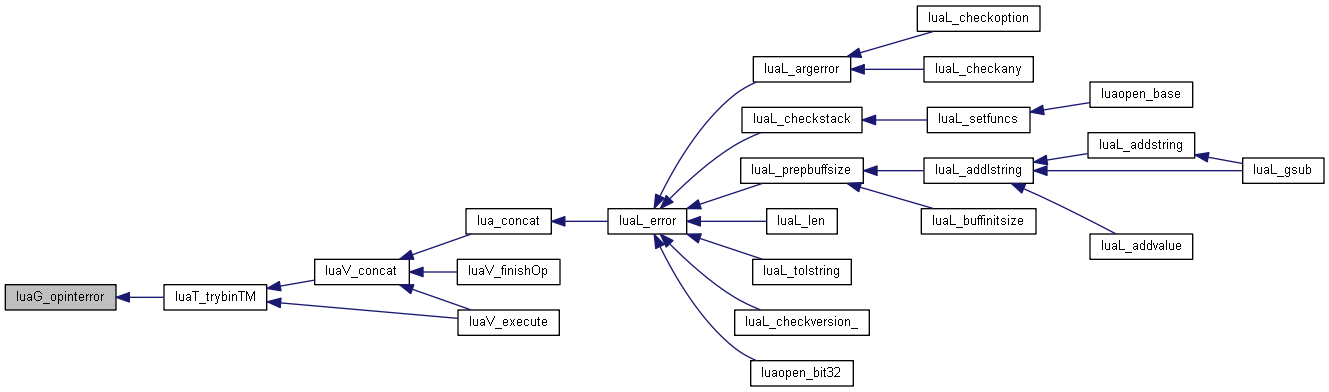 luaL_checkoption
luaL_argerror
luaL_checkany
luaopen_base
luaL_checkstack
luaL_setfuncs
luaL_addstring
luaL_prepbuffsize
luaL_addlstring
luaL_gsub
lua_concat
luaL_error
luaL_len
luaL_buffinitsize
luaL_addvalue
luaV_concat
luaV_finishOp
luaL_tolstring
luaG_opinterror
luaT_trybinTM
luaV_execute
luaL_checkversion_
luaopen_bit32